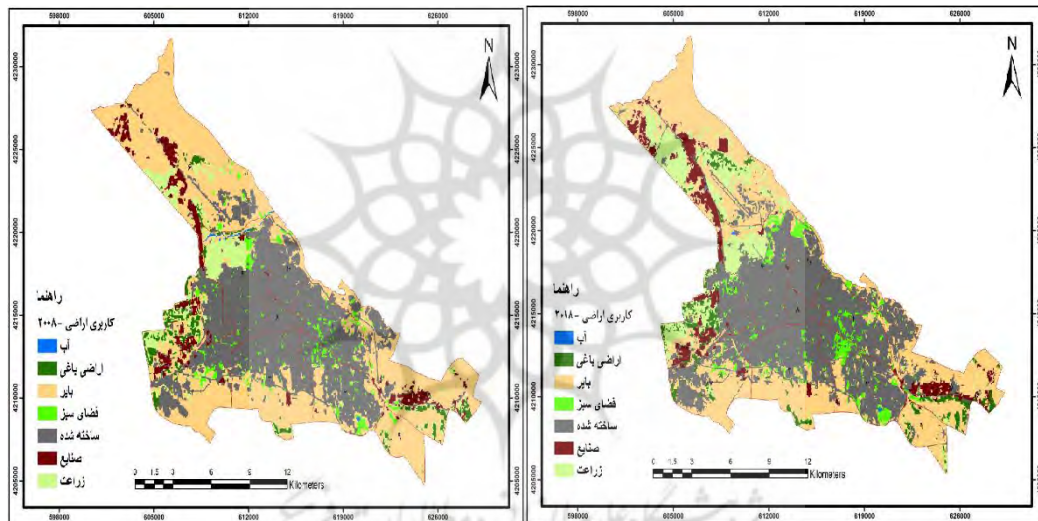 598000 605000 612000 619000 626000
N
4230000
4225000
4220000
4215000
4210000
4205000
راهنما
کاربری اراضی - ۲۰۰۸
آب
اراضی باغی
بایر
فضای سبز
ساخته شده
صنایع
زراعت
0 1.5 3 6 9 12
Kilometers
598000 605000 612000 619000 626000
598000 605000 612000 619000 626000
N
4230000
4225000
4220000
4215000
4210000
4205000
راهنما
کاربری اراضی - ۲۰۱۸
آب
اراضی باغی
بایر
فضای سبز
ساخته شده
صنایع
زراعت
0 1.5 3 6 9 12
Kilometers
598000 605000 612000 619000 626000